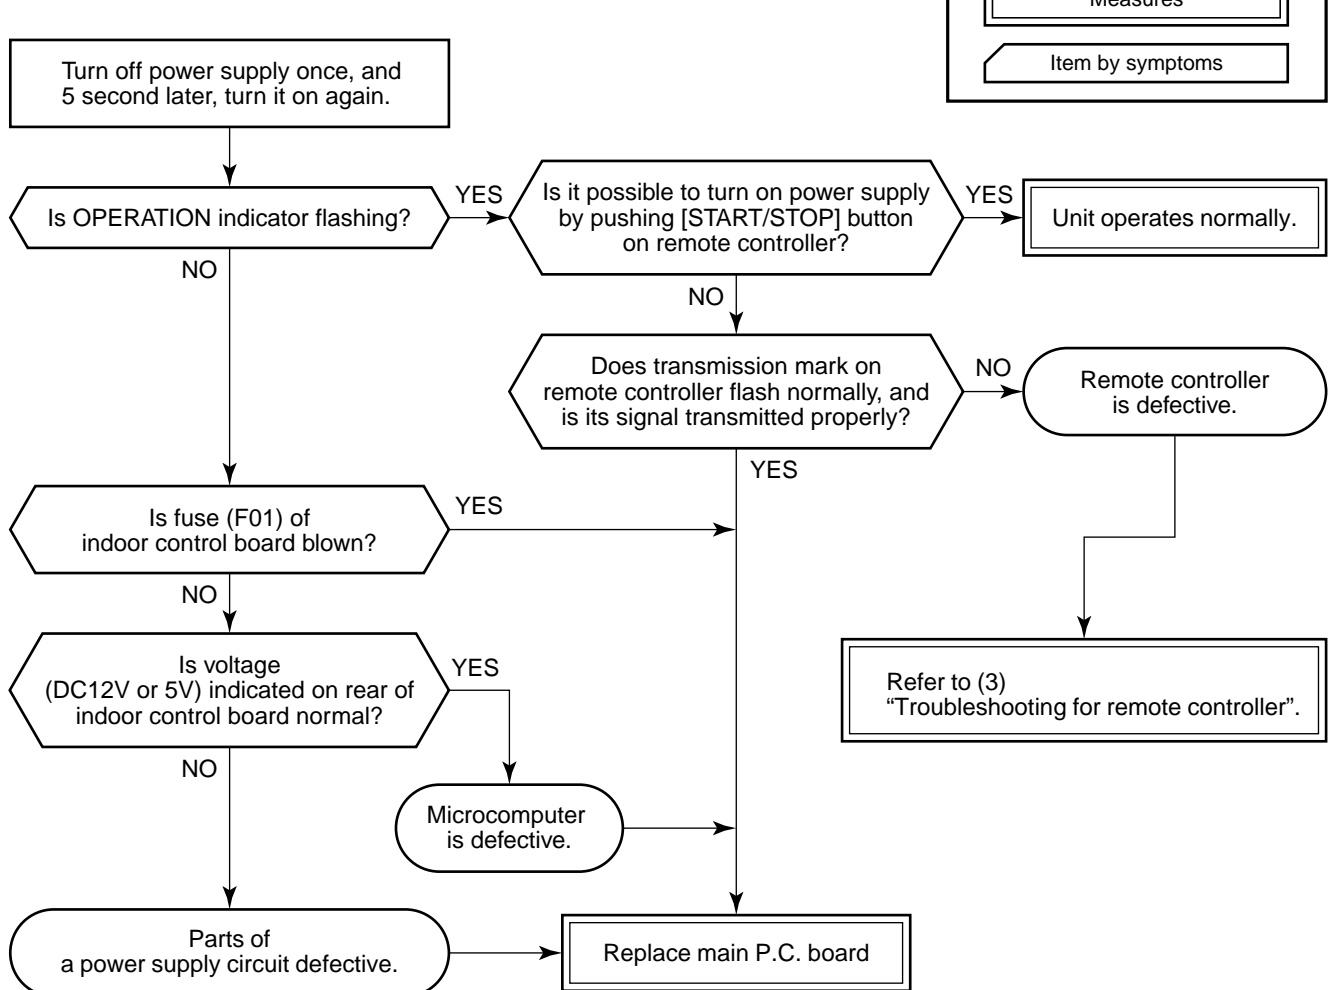 Measures
Item by symptoms
Turn off power supply once, and
5 second later, turn it on again.
Is OPERATION indicator flashing?
YES
Is it possible to turn on power supply
by pushing [START/STOP] button
on remote controller?
YES
Unit operates normally.
NO
NO
Does transmission mark on
remote controller flash normally, and
is its signal transmitted properly?
NO
Remote controller
is defective.
YES
Is fuse (F01) of
indoor control board blown?
YES
NO
Is voltage
(DC12V or 5V) indicated on rear of
indoor control board normal?
YES
Refer to (3)
“Troubleshooting for remote controller”.
NO
Microcomputer
is defective.
Parts of
a power supply circuit defective.
Replace main P.C. board